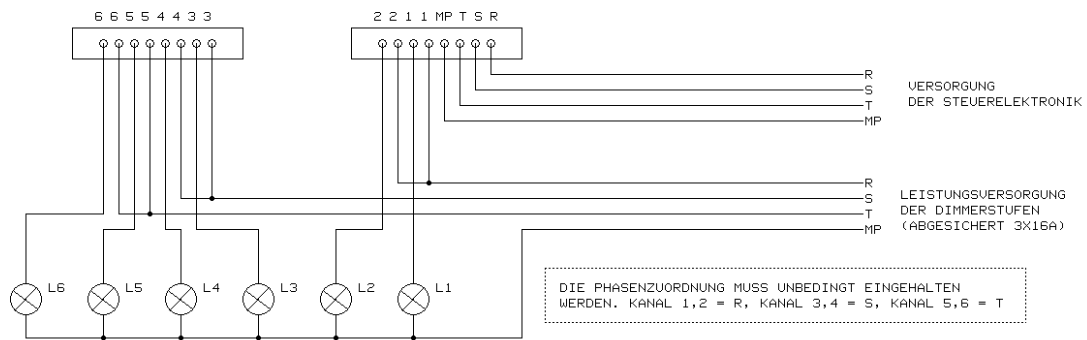 6 6 5 5 4 4 3 3
2 2 1 1 MP T S R
R
S
T
MP
VERSORGUNG
DER STEUERELEKTRONIK
R
S
T
MP
LEISTUNGSVERSORGUNG
DER DIMMERSTUFEN
(ABGESICHERT 3X16A)
L6
L5
L4
L3
L2
L1
DIE PHASENZUORDNUNG MUSS UNBEDINGT EINGEHALTEN
WERDEN. KANAL 1,2 = R, KANAL 3,4 = S, KANAL 5,6 = T